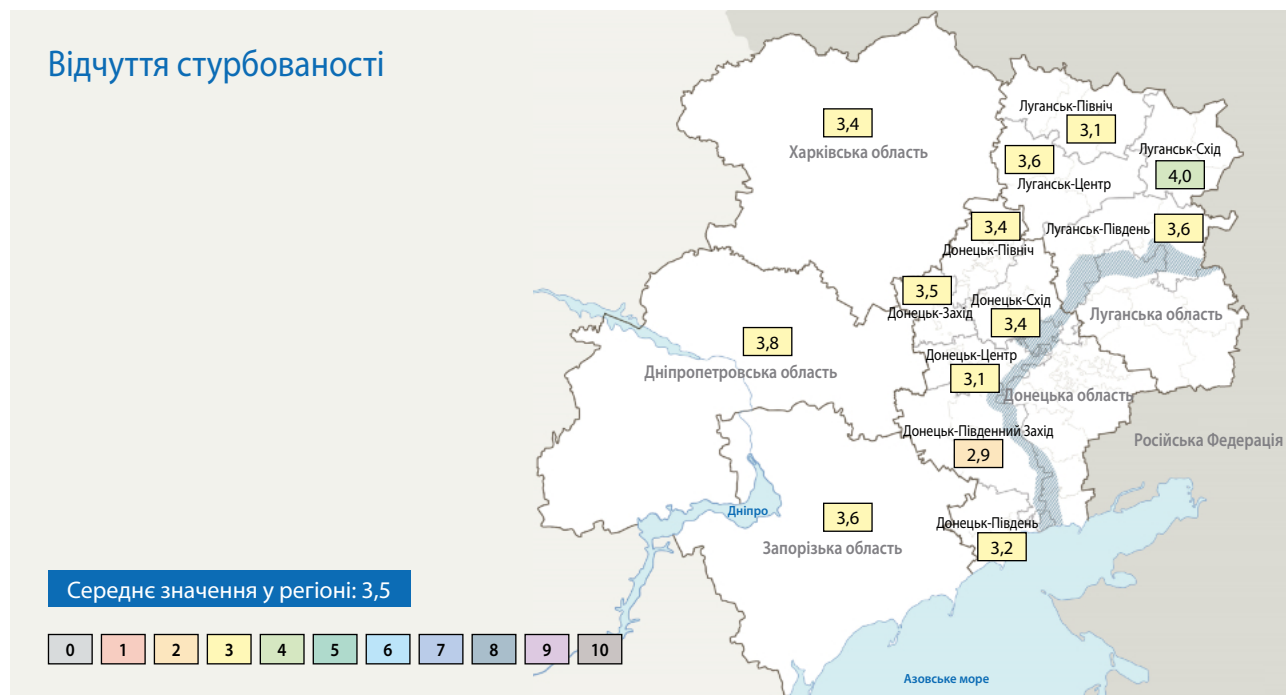 Відчуття стурбованості
Луганськ-Північ
3,1
3,4
Харківська область
Луганськ-Схід
4,0
3,6
Луганськ-Центр
3,4
Донецьк-Північ
Луганськ-Південь
3,6
3,5
Донецьк-Захід
Донецьк-Схід
3,4
Луганська область
3,8
Дніпропетровська область
Донецьк-Центр
3,1
Донецька область
Донецьк-Південний Захід
2,9
Російська Федерація
Дніпро
3,6
Запорізька область
Донецьк-Південь
3,2
Середнє значення у регіоні: 3,5
0 1 2 3 4 5 6 7 8 9 10
Азовське море